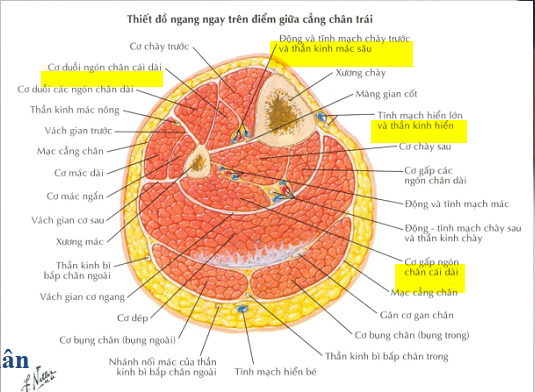 Thiết đồ ngang ngay trên điểm giữa cẳng chân trái
Động và tĩnh mạch chày trước
và thần kinh mác sâu
Cơ chày trước
Cơ duỗi ngón chân cái dài
Xương chày
Cơ duỗi các ngón chân dài
Màng gian cốt
Thần kinh mác nông
Tĩnh mạch hiển lớn
và thần kinh hiển
Vách gian trước
Cơ chày sau
Mạc cẳng chân
Cơ mác dài
Cơ gấp các
ngón chân dài
Cơ mác ngắn
Động và tĩnh mạch mác
Vách gian cơ sau
Động - tĩnh mạch chày sau
và thần kinh chày
Xương mác
Cơ gấp ngón
chân cái dài
Thần kinh bì
bắp chân ngoài
Mạc cẳng chân
Vách gian cơ ngang
Gân cơ gan chân
Cơ dép
Cơ bụng chân (bụng trong)
Cơ bụng chân (bụng ngoài)
Thần kinh bì bắp chân trong
Nhánh nối mác của thần
kinh bì bắp chân ngoài
Tĩnh mạch hiển bé
ân